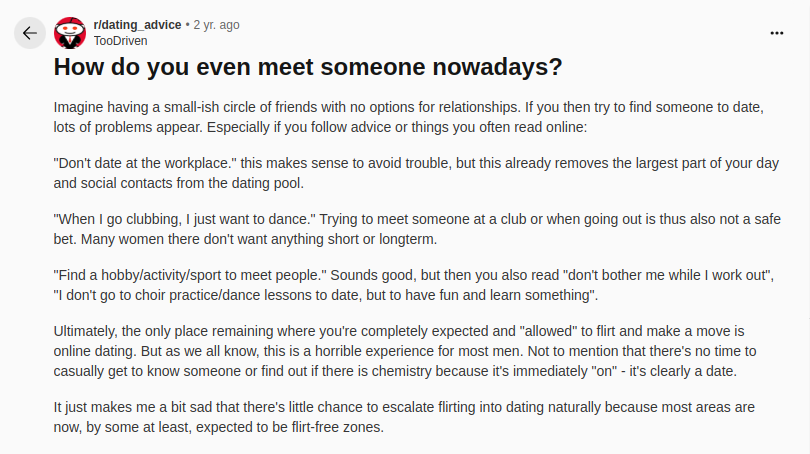 r/dating_advice • 2 yr. ago
TooDriven
How do you even meet someone nowadays?
Imagine having a small-ish circle of friends with no options for relationships. If you then try to find someone to date,
lots of problems appear. Especially if you follow advice or things you often read online:
"Don't date at the workplace." this makes sense to avoid trouble, but this already removes the largest part of your day
and social contacts from the dating pool.
"When I go clubbing, I just want to dance." Trying to meet someone at a club or when going out is thus also not a safe
bet. Many women there don't want anything short or longterm.
"Find a hobby/activity/sport to meet people." Sounds good, but then you also read "don't bother me while I work out",
"I don't go to choir practice/dance lessons to date, but to have fun and learn something".
Ultimately, the only place remaining where you're completely expected and "allowed" to flirt and make a move is
online dating. But as we all know, this is a horrible experience for most men. Not to mention that there's no time to
casually get to know someone or find out if there is chemistry because it's immediately "on" - it's clearly a date.
It just makes me a bit sad that there's little chance to escalate flirting into dating naturally because most areas are
now, by some at least, expected to be flirt-free zones.